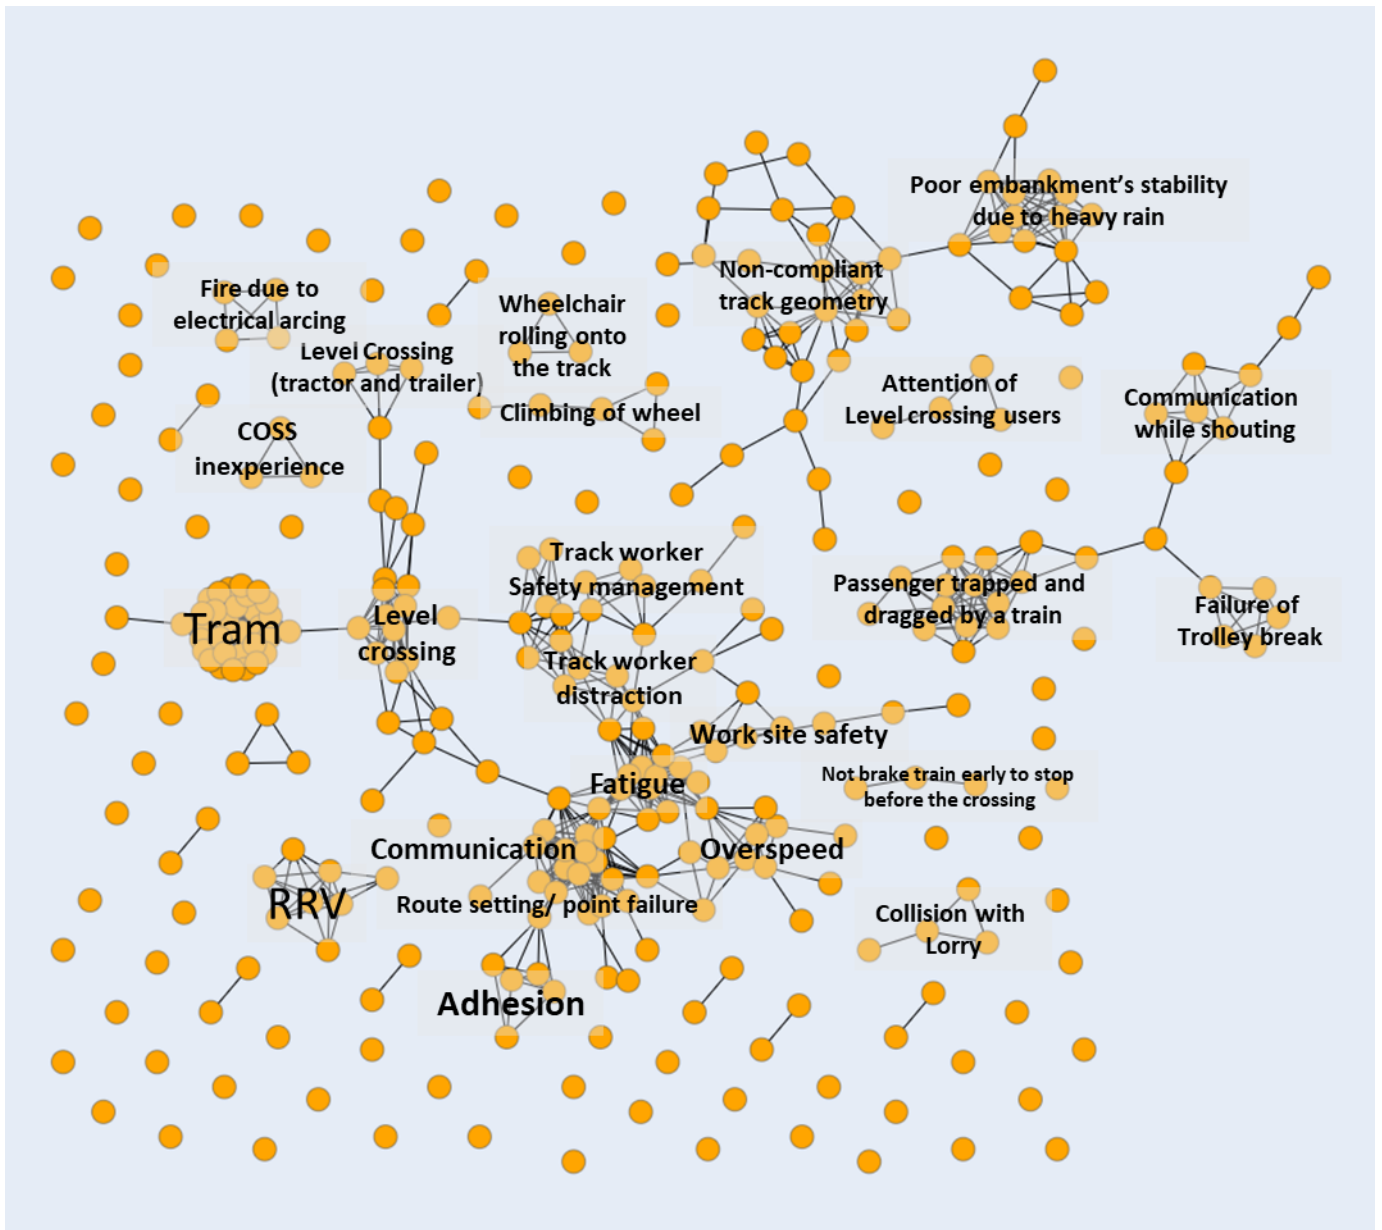 Poor embankment's stability
due to heavy rain
Non-compliant
track geometry
Fire due to
electrical arcing
Wheelchair
rolling onto
the track
Level Crossing
(tractor and trailer)
Climbing of wheel
Attention of
Level crossing users
Communication
while shouting
COSS
inexperience
Track worker
Safety management
Passenger trapped and
dragged by a train
Failure of
Trolley break
Tram
Level
crossing
Track worker
distraction
Work site safety
Not brake train early to stop
before the crossing
Fatigue
Communication
Overspeed
RRV
Route setting/ point failure
Collision with
Lorry
Adhesion